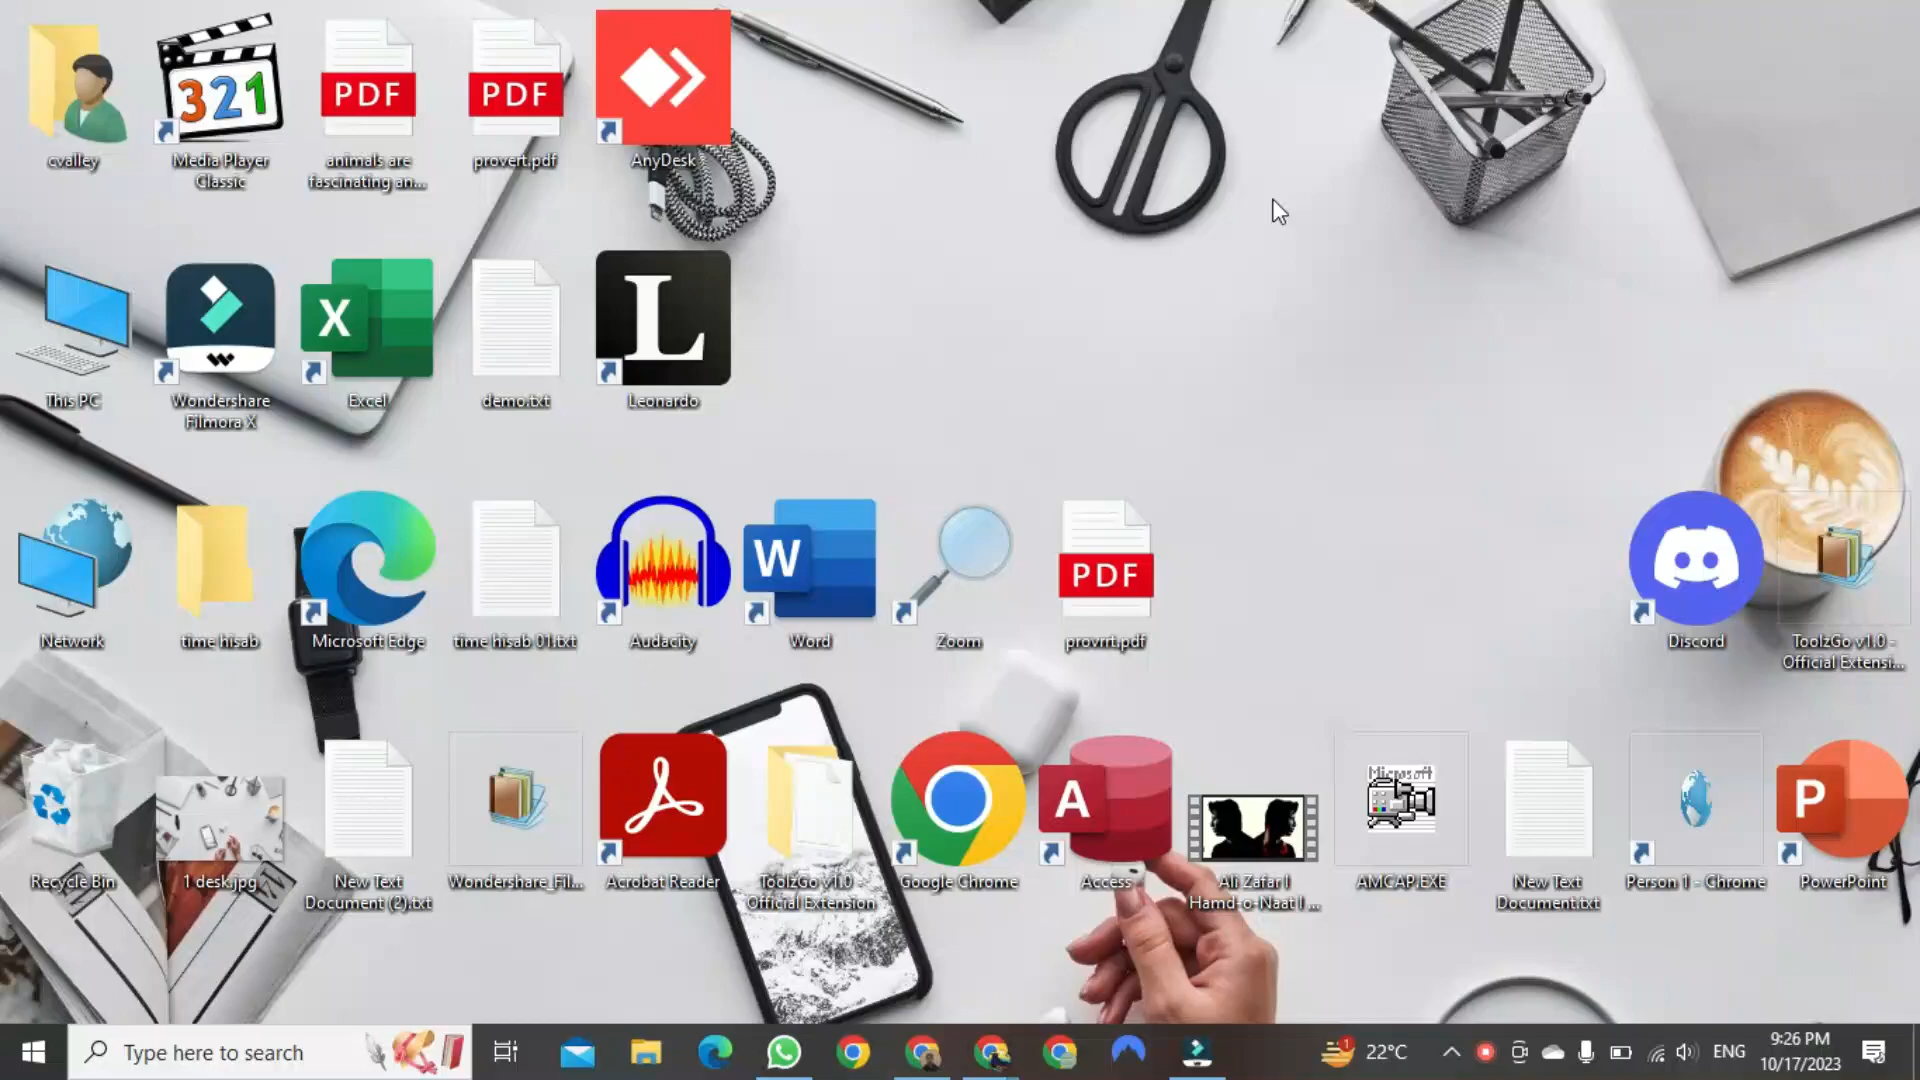 321
PDF
PDF
cvalley
Media Player
Classic
animals are
fascinating an...
provert.pdf
AnyDesk
X
L
This PC
Wondershare
Filmora X
Excel
demo.txt
Leonardo
W
PDF
Network
time hisab
Microsoft Edge
time hisab 01.txt
Audacity
Word
Zoom
provrrt.pdf
Discord
ToolzGo v1.0 -
Official Extensi...
A
Microsoft
P
Recycle Bin
1 desk.jpg
New Text
Document (2).txt
Wondershare_Fil...
Acrobat Reader
ToolzGo v1.0 -
Official Extension
Google Chrome
Access
Ali Zafar I
Hamd-o-Naat I ...
AMCAP.EXE
New Text
Document.txt
Person 1 - Chrome
PowerPoint
Type here to search
1
22°C
ENG
9:26 PM
10/17/2023